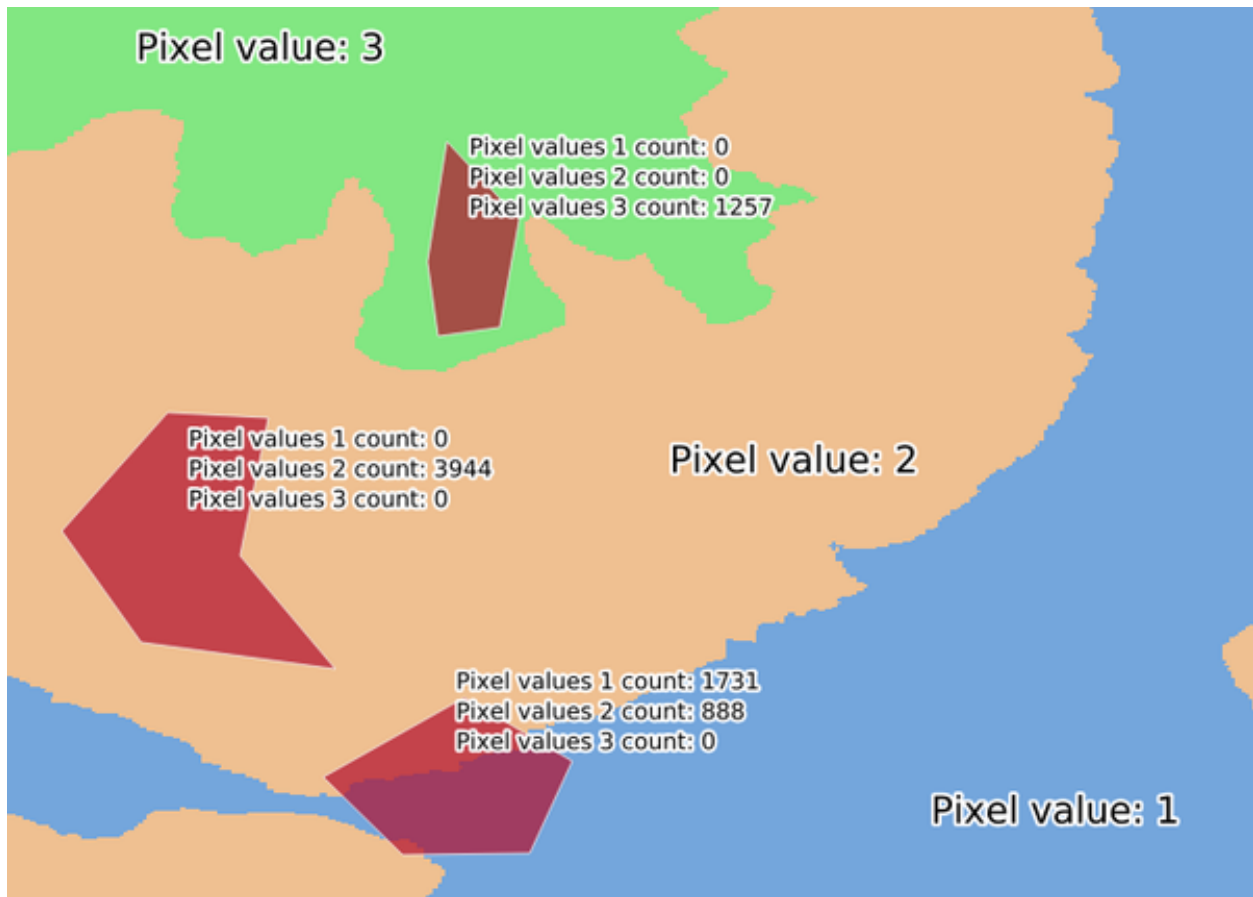 Pixel value: 3
Pixel values 1 count: 0
Pixel values 2 count: 0
Pixel values 3 count: 1257
Pixel values 1 count: 0
Pixel values 2 count: 3944
Pixel values 3 count: 0
Pixel value: 2
Pixel values 1 count: 1731
Pixel values 2 count: 888
Pixel values 3 count: 0
Pixel value: 1